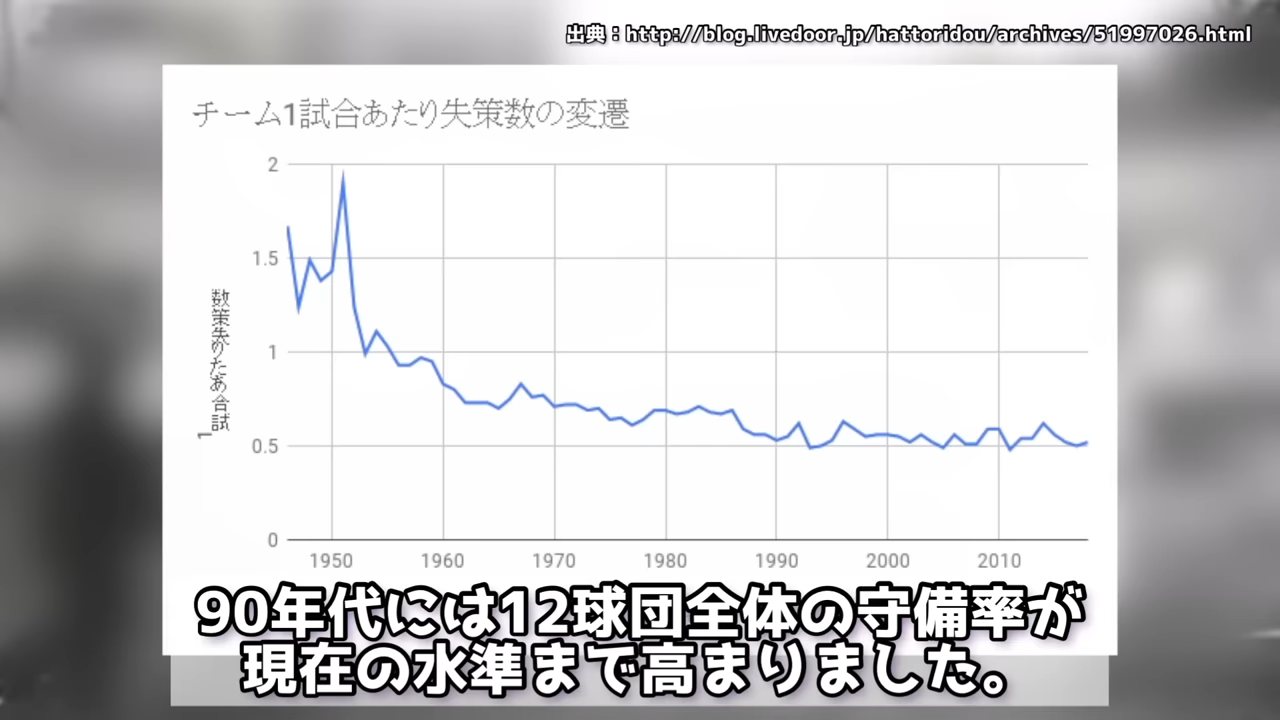 出典：http://blog.livedoor.jp/hattoridou/archives/51997026.html
チーム1試合あたり失策数の変遷
2
1.5
1
0.5
0
1試合あたり失策数
1950 1960 1970 1980 1990 2000 2010
90年代には12球団全体の守備率が
現在の水準まで高まりました。